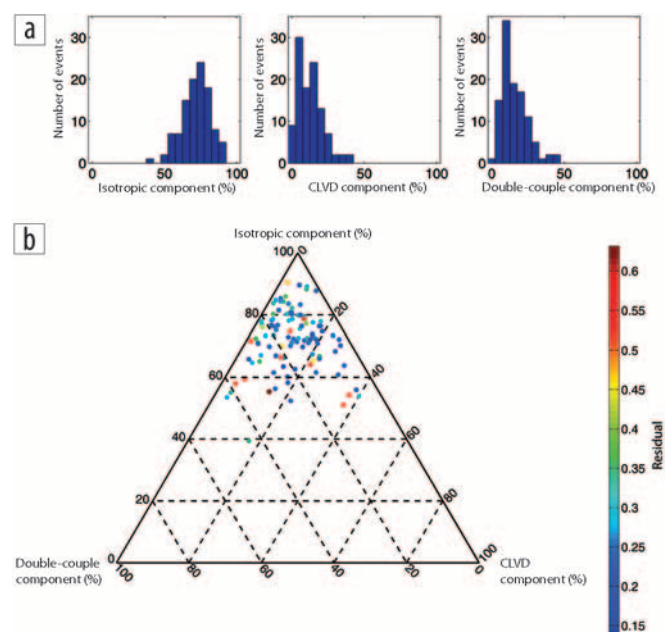 a
Number of events
30
20
10
0
0 50 100
Isotropic component (%)
Number of events
30
20
10
0
0 50 100
CLVD component (%)
Number of events
30
20
10
0
0 50 100
Double-couple component (%)
b
Isotropic component (%)
100 0
80 20
60 40
40 60
20 80
0 100
Double-couple
component (%)
CLVD
component (%)
100 80 60 40 20 0
0.6
0.55
0.5
0.45
0.4
0.35
0.3
0.25
0.2
0.15
Residual